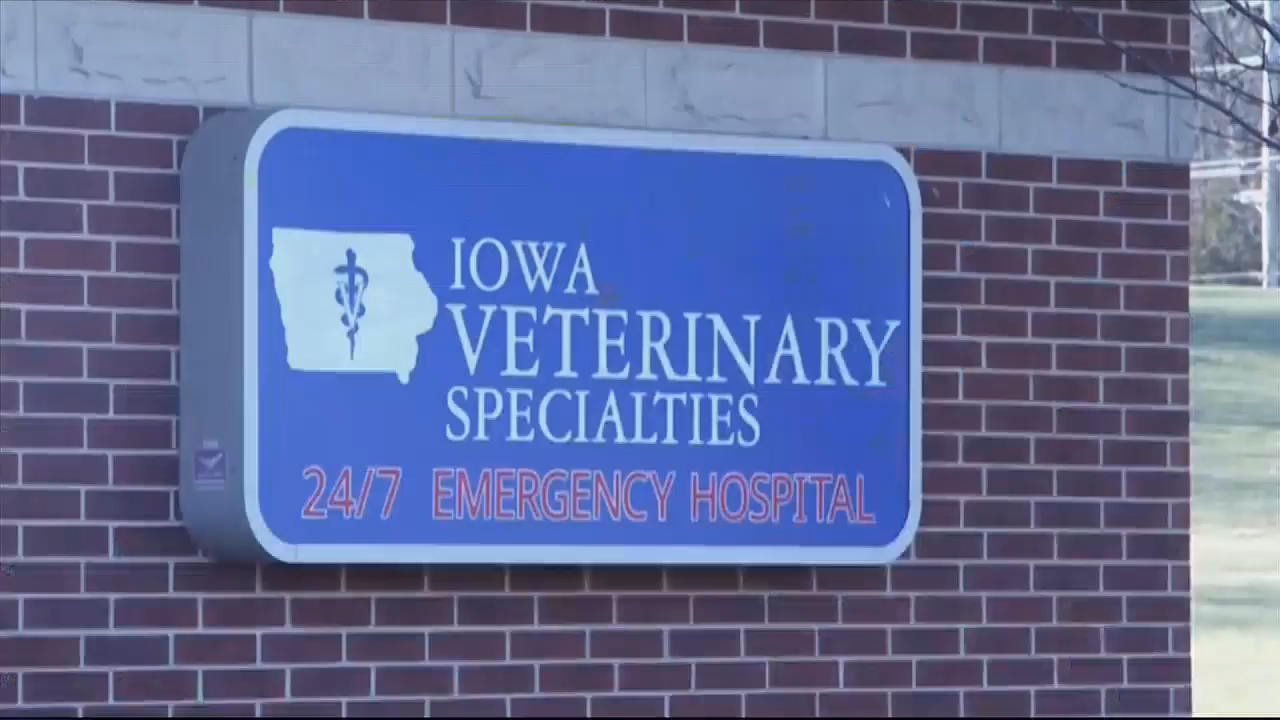 IOWA
VETERINARY
SPECIALTIES
24/7 EMERGENCY HOSPITAL